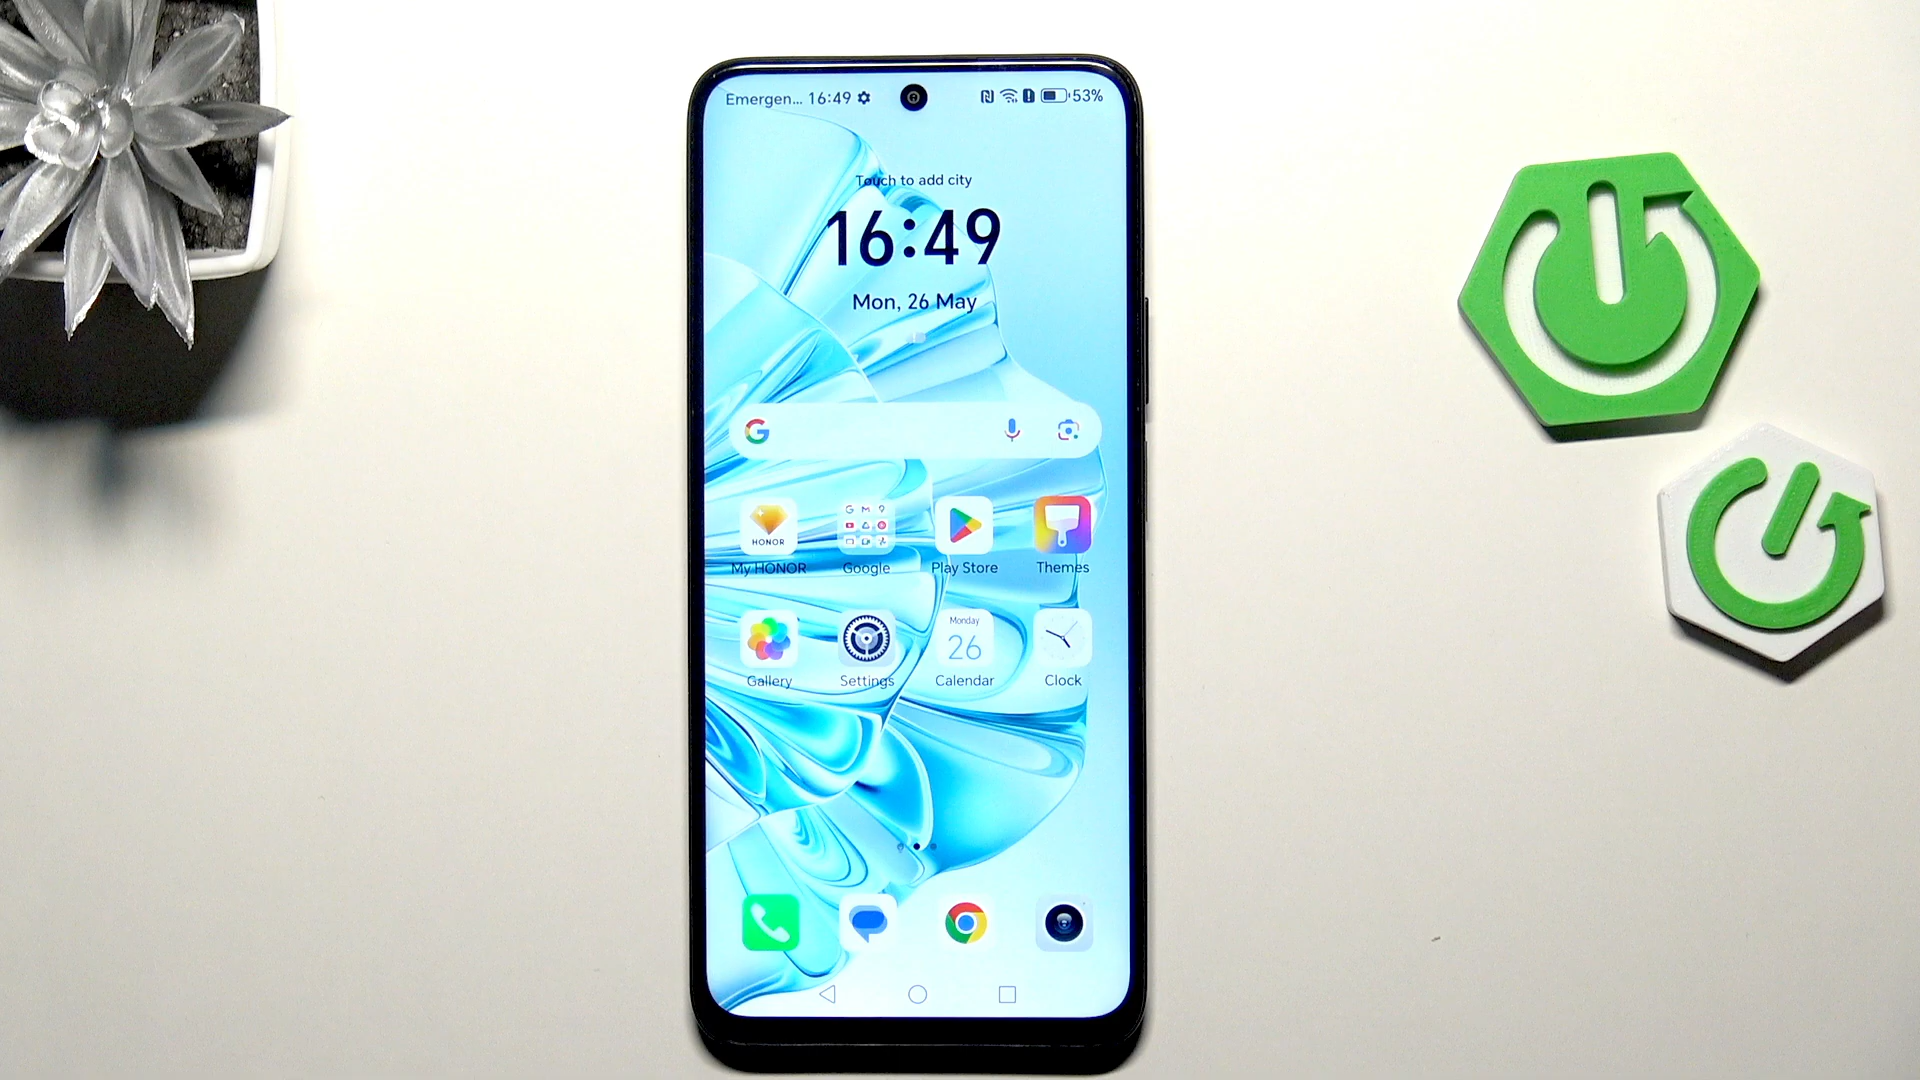 Emergen... 16:49
53%
Touch to add city
16:49
Mon, 26 May
G
HONOR
My HONOR
Google
Play Store
Themes
Monday
26
Gallery
Settings
Calendar
Clock